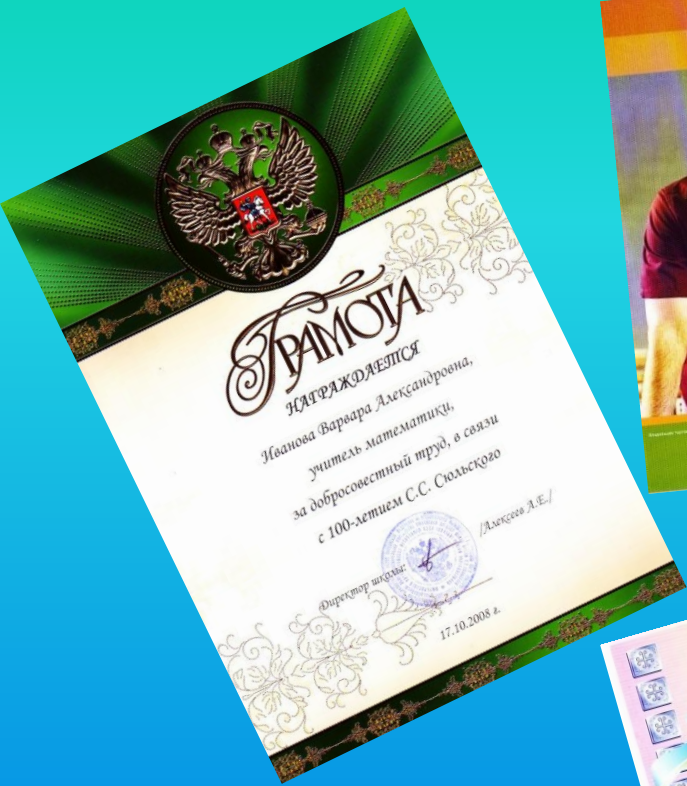 ГРАМОТА
НАГРАЖДАЕТСЯ
Иванова Варвара Александровна,
учитель математики,
за добросовестный труд, в связи
с 100-летием С.С. Сюльского
Директор школы: /Алексеев А.Е./
17.10.2008 г.